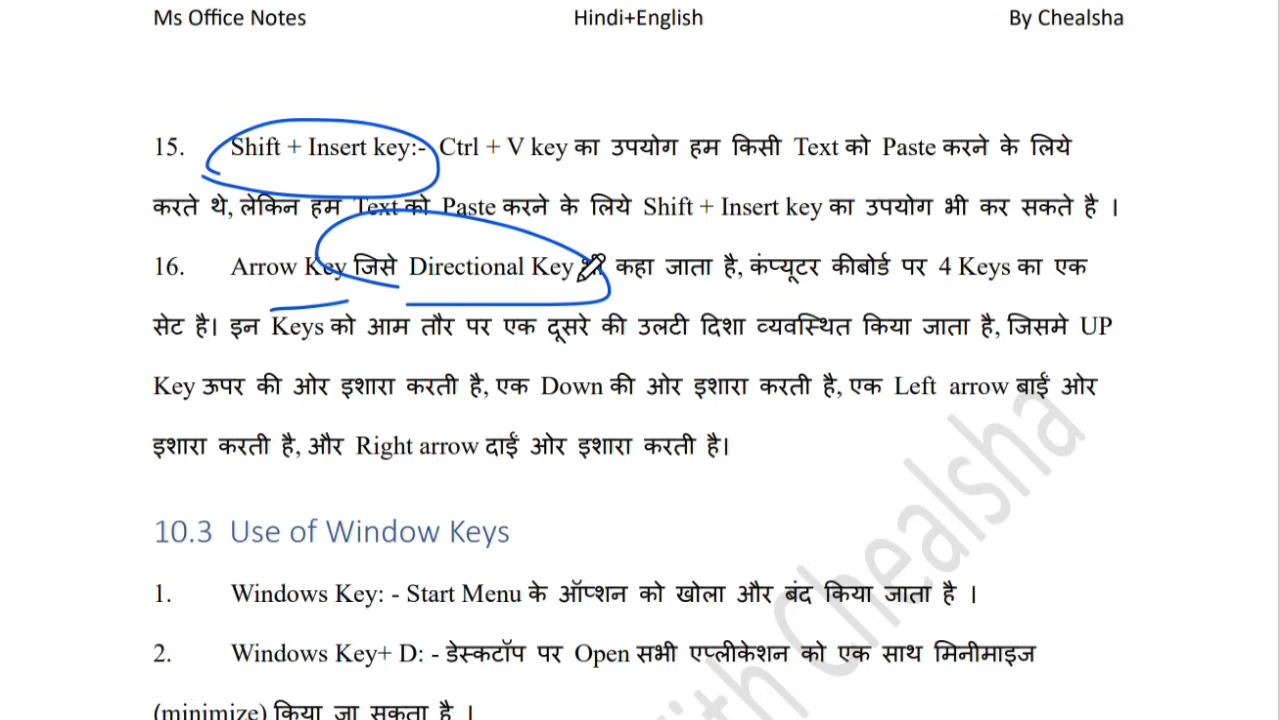 Ms Office Notes Hindi+English By Chealsha
15. Shift + Insert key:- Ctrl + V key का उपयोग हम किसी Text को Paste करने के लिये
करते थे, लेकिन हम Text को Paste करने के लिये Shift + Insert key का उपयोग भी कर सकते है ।
16. Arrow Key जिसे Directional Key कहा जाता है, कंप्यूटर कीबोर्ड पर 4 Keys का एक
सेट है। इन Keys को आम तौर पर एक दूसरे की उलटी दिशा व्यवस्थित किया जाता है, जिसमे UP
Key ऊपर की ओर इशारा करती है, एक Down की ओर इशारा करती है, एक Left arrow बाईं ओर
इशारा करती है, और Right arrow दाईं ओर इशारा करती है।
10.3 Use of Window Keys
1. Windows Key: - Start Menu के ऑप्शन को खोला और बंद किया जाता है ।
2. Windows Key+ D: - डेस्कटॉप पर Open सभी एप्लीकेशन को एक साथ मिनीमाइज
(minimize) किया जा सकता है ।
With Chealsha